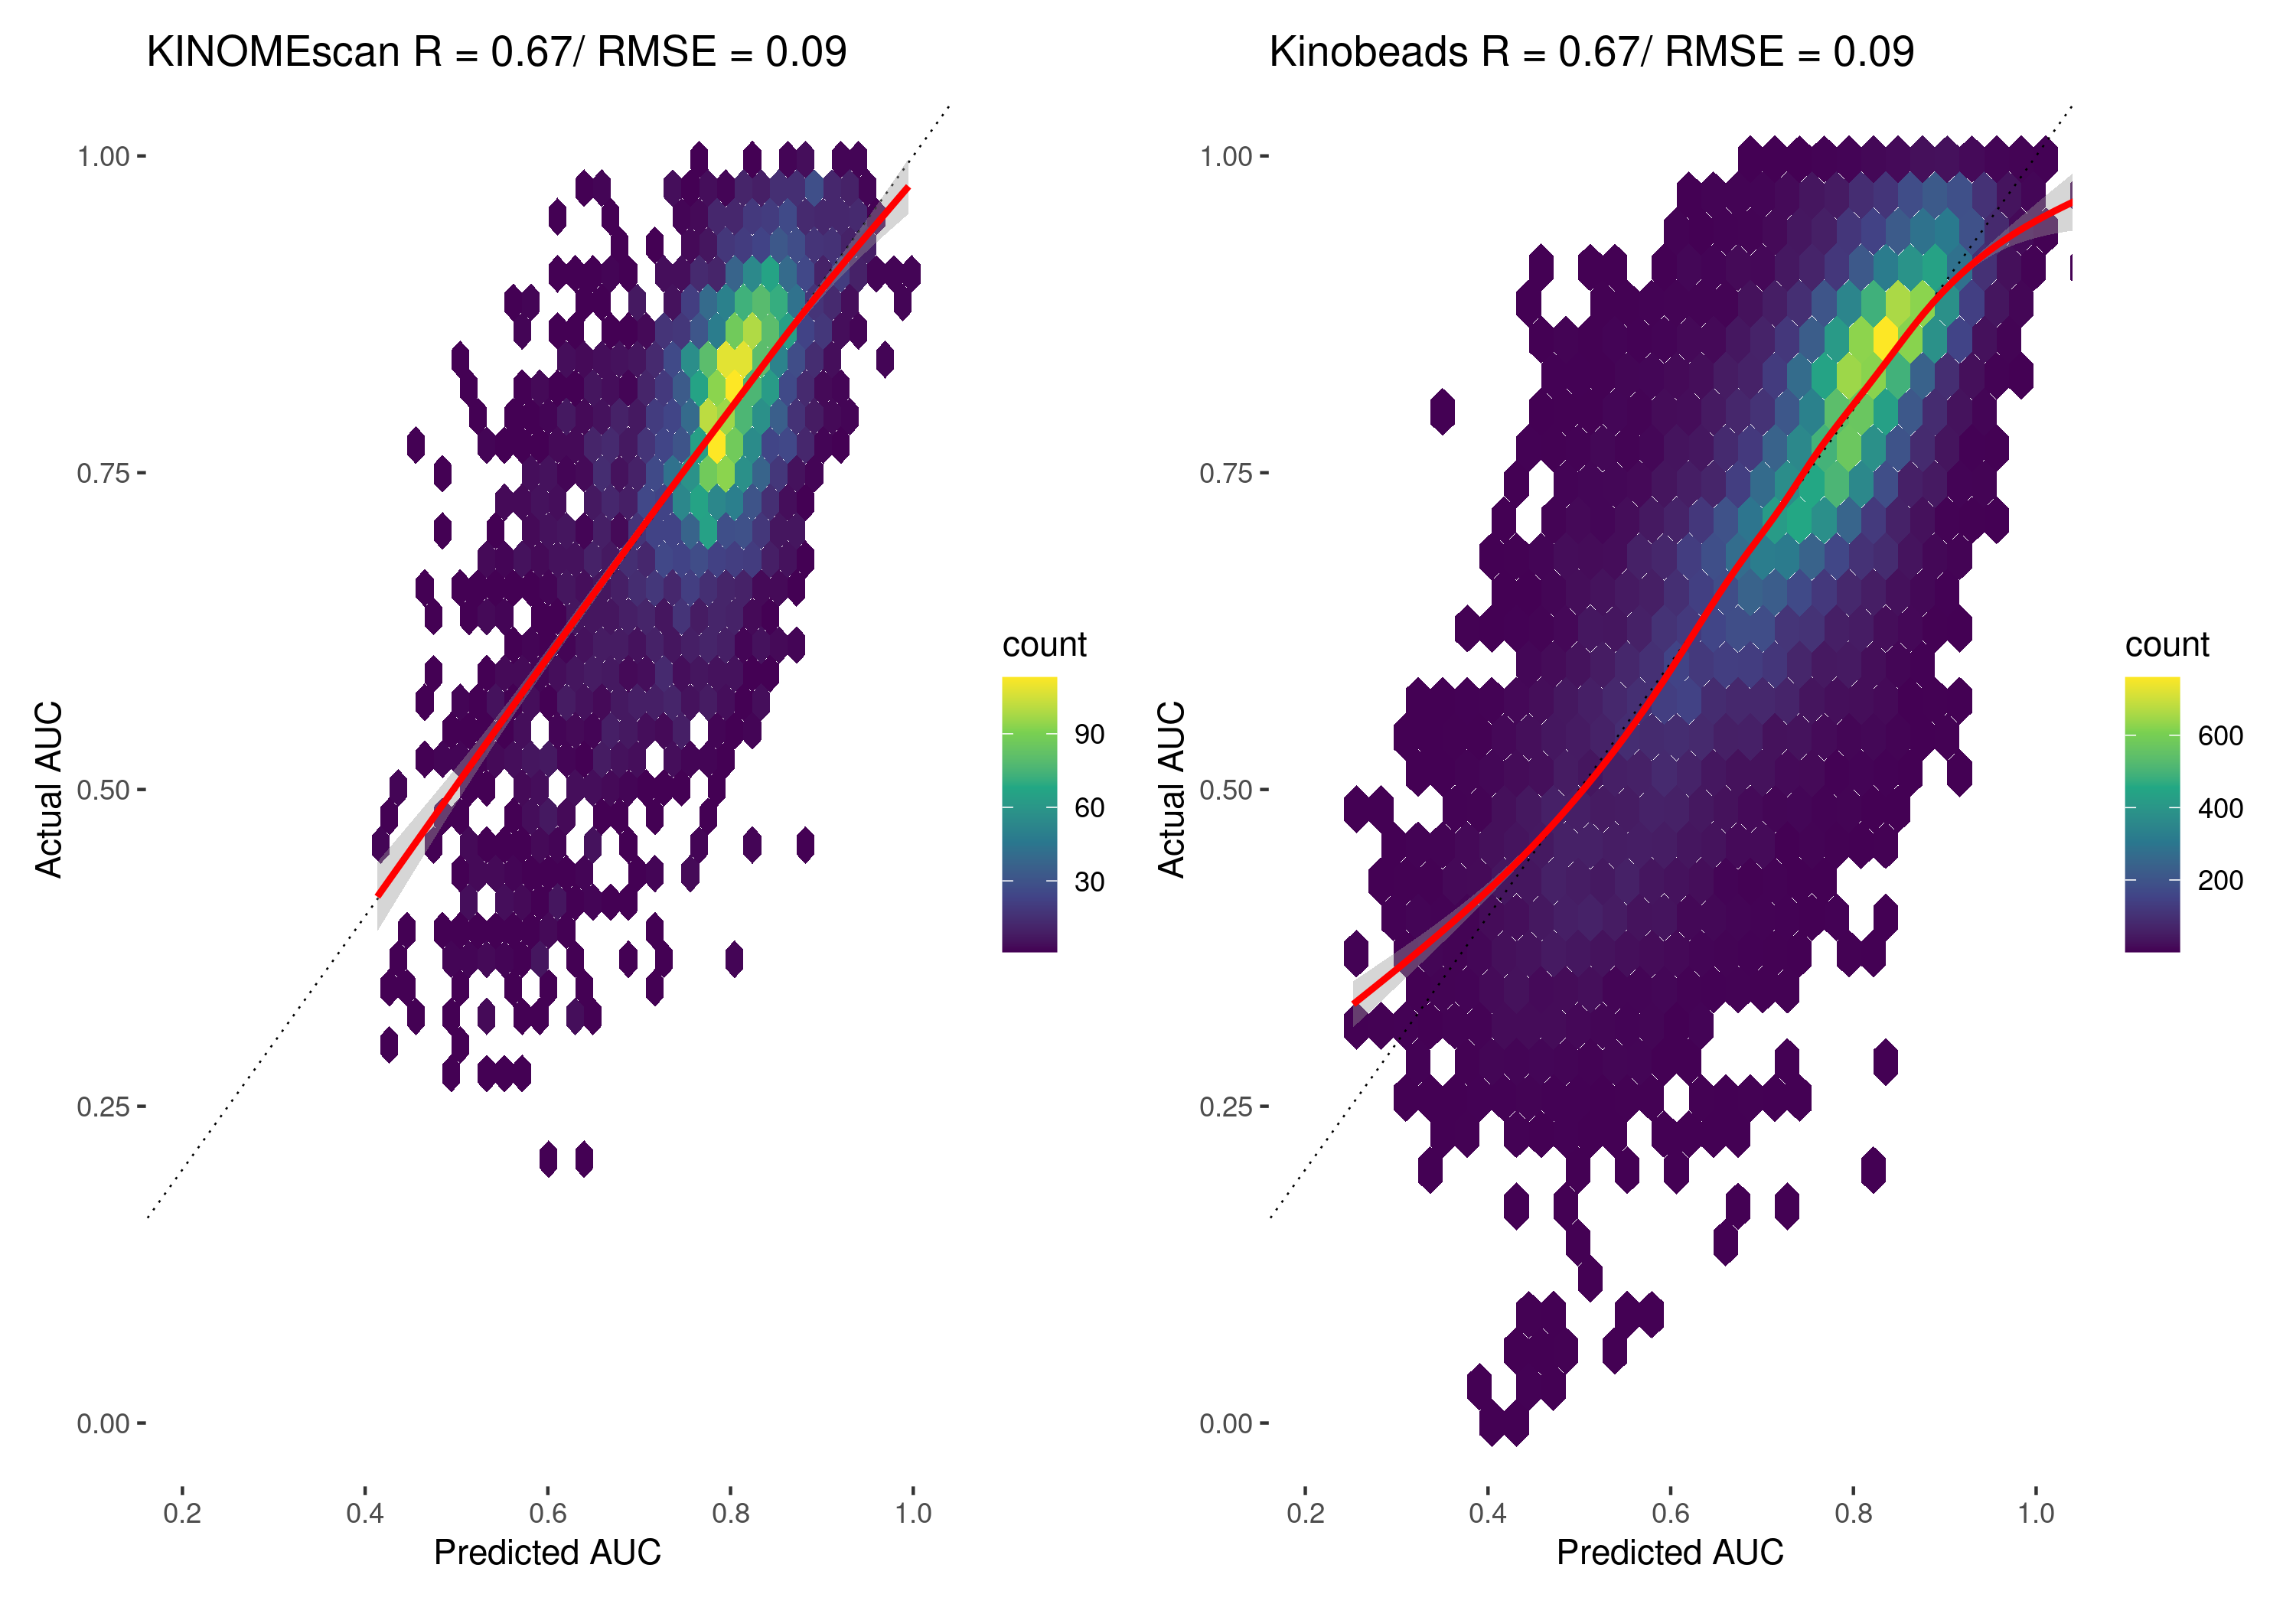 KINOMEscan R = 0.67/ RMSE = 0.09
Actual AUC
1.00
0.75
0.50
0.25
0.00
0.2 0.4 0.6 0.8 1.0
Predicted AUC
count
90
60
30
Kinobeads R = 0.67/ RMSE = 0.09
Actual AUC
1.00
0.75
0.50
0.25
0.00
0.2 0.4 0.6 0.8 1.0
Predicted AUC
count
600
400
200